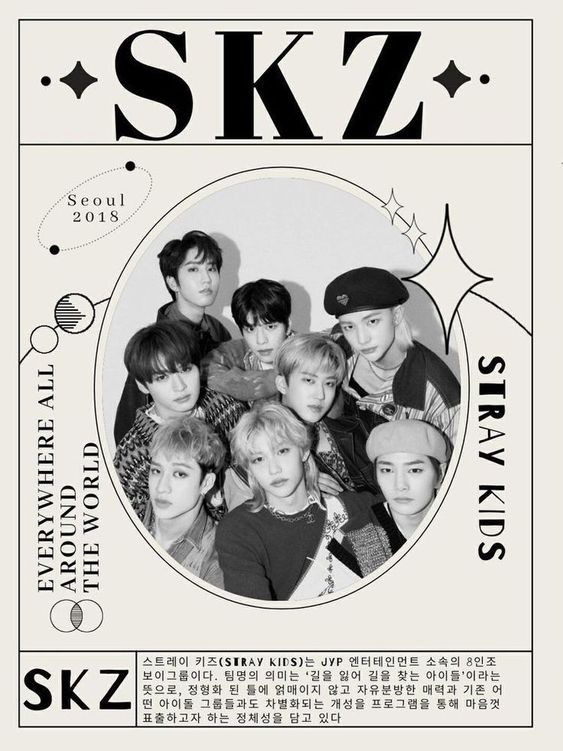 SKZ
Seoul
2018
EVERYWHERE ALL
AROUND
THE WORLD
STRAY KIDS
SKZ
스트레이 키즈(STRAY KIDS)는 JYP 엔터테인먼트 소속의 8인조
보이그룹이다. 팀명의 의미는 '길을 잃어 길을 찾는 아이들'이라는
뜻으로, 정형화 된 틀에 얽매이지 않고 자유분방한 매력과 기존 어
떤 아이돌 그룹들과도 차별화되는 개성을 프로그램을 통해 마음껏
표출하고자 하는 정체성을 담고 있다